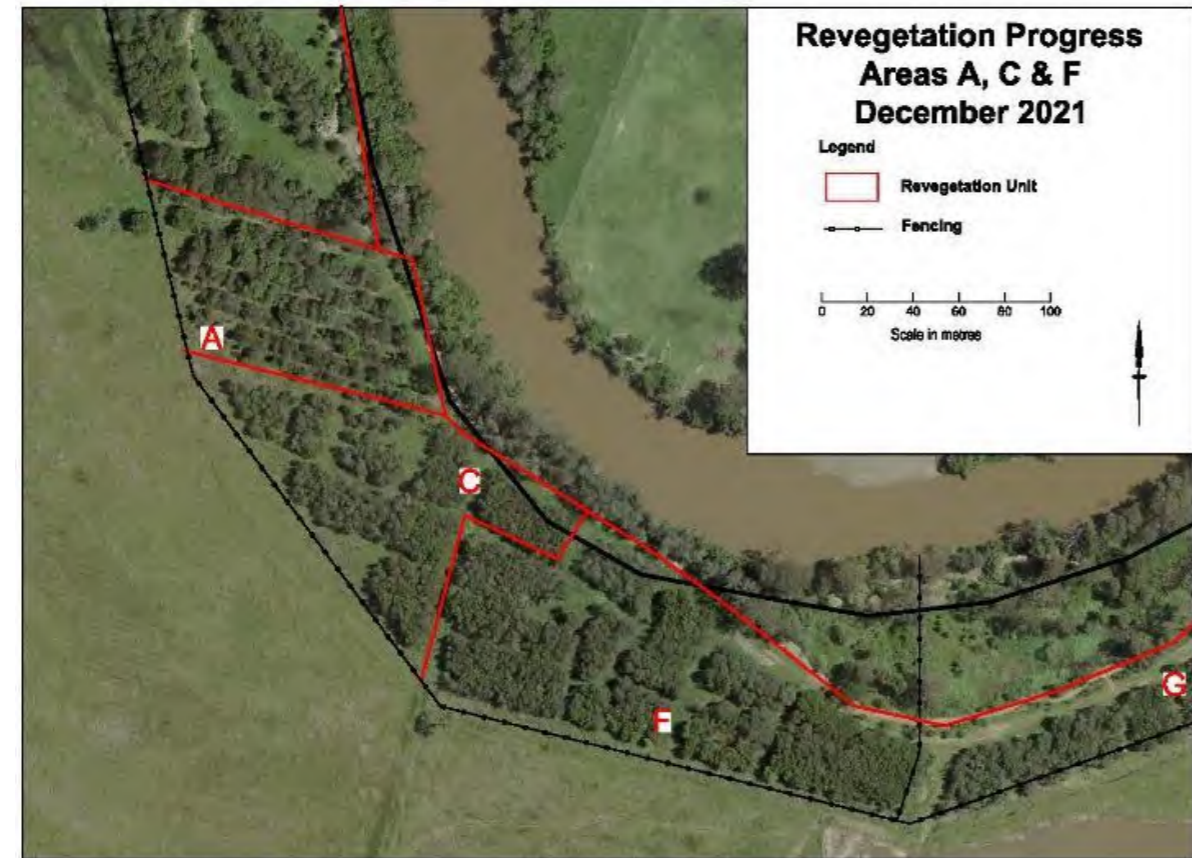 Revegetation Progress
Areas A, C & F
December 2021
Legend
Revegetation Unit
Fencing
0 20 40 60 80 100
Scale in metres
A
C
F
G